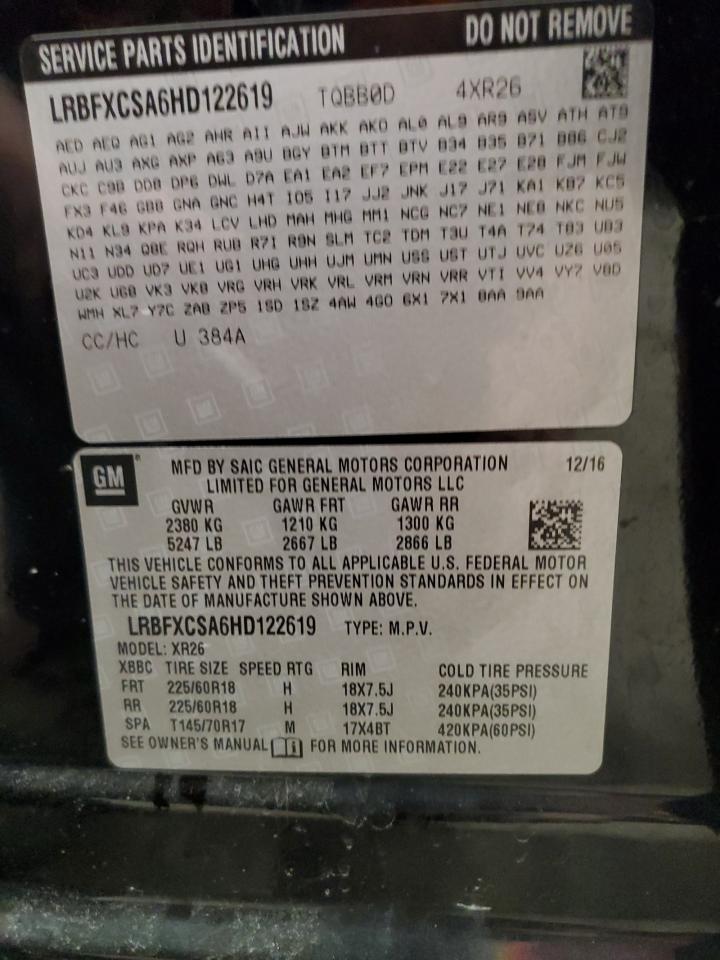 SERVICE PARTS IDENTIFICATION DO NOT REMOVE
LRBFXCSA6HD122619 TQBB0D 4XR26
AED AEQ AG1 AG2 AHR A1I AJW AKK AKO AL0 AL9 AR9 ASV ATH AT9
AUJ AU3 AXG AXP A63 A9U BGY BTM BTT BTV B34 B35 B71 B86 CJ2
CKC C9B DD8 DP6 DWL D7A EA1 EA2 EF7 EPM E22 E27 E28 FJM FJW
FX3 F46 GB8 GNA GNC H4T IO5 I17 JJ2 JNK J17 J71 KA1 KB7 KC5
KD4 KL9 KPA K34 LCV LHD MAH MHG MM1 NCG NC7 NE1 NE8 NKC NU5
N11 N34 Q8E RQH RUB R7I R9N SLM TC2 TDM T3U T4A T74 T83 UB3
UC3 UDD UD7 UE1 UG1 UHG UHH UJM UMN USS UST UTJ UVC UZ6 U05
U2K U68 VK3 VK8 VRG VRH VRK VRL VRM VRN VRR VTI VV4 VY7 V8D
WMH XL7 Y7C ZAB ZP5 1SD 1SZ 4AW 4GO 6X1 7X1 8AA 9AA
CC/HC U 384A
GM ® MFD BY SAIC GENERAL MOTORS CORPORATION 12/16
LIMITED FOR GENERAL MOTORS LLC
GVWR GAWR FRT GAWR RR
2380 KG 1210 KG 1300 KG
5247 LB 2667 LB 2866 LB
THIS VEHICLE CONFORMS TO ALL APPLICABLE U.S. FEDERAL MOTOR
VEHICLE SAFETY AND THEFT PREVENTION STANDARDS IN EFFECT ON
THE DATE OF MANUFACTURE SHOWN ABOVE.
LRBFXCSA6HD122619 TYPE: M.P.V.
MODEL: XR26
XBBC TIRE SIZE SPEED RTG RIM COLD TIRE PRESSURE
FRT 225/60R18 H 18X7.5J 240KPA(35PSI)
RR 225/60R18 H 18X7.5J 240KPA(35PSI)
SPA T145/70R17 M 17X4BT 420KPA(60PSI)
SEE OWNER'S MANUAL FOR MORE INFORMATION.